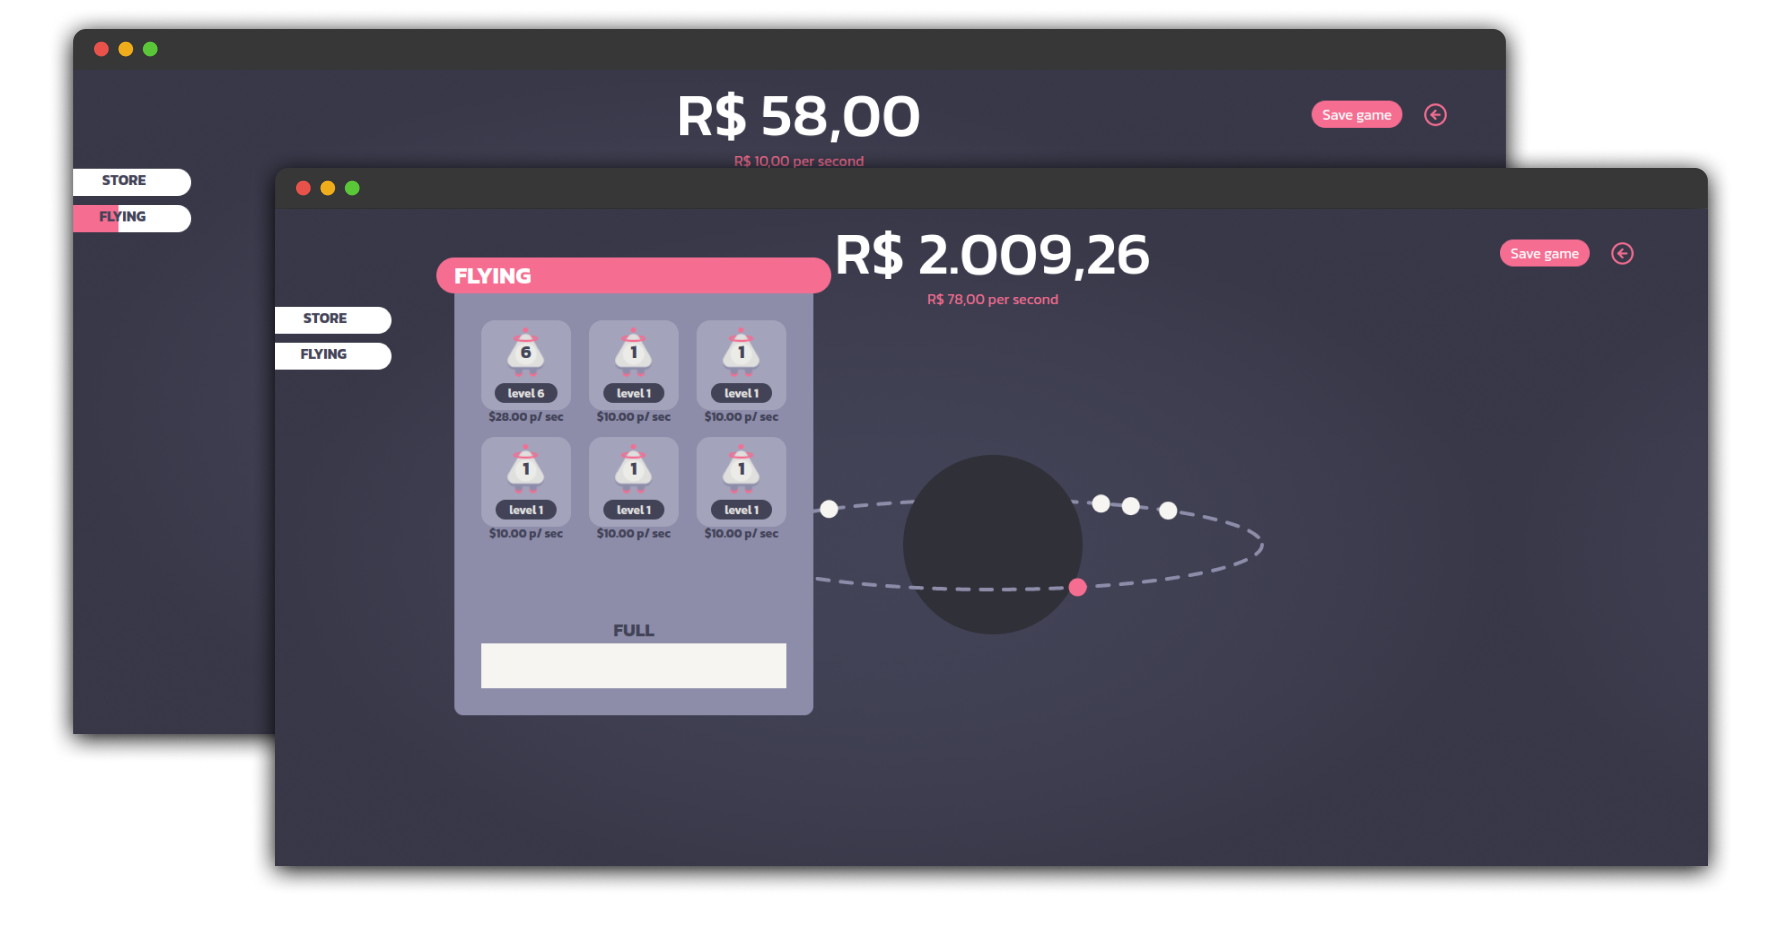 R$ 58,00
Save game
R$ 10,00 per second
STORE
FLYING
R$ 2.009,26
Save game
R$ 78,00 per second
STORE
FLYING
FLYING
6 1 1
level 6 level 1 level 1
$28.00 p/ sec $10.00 p/ sec $10.00 p/ sec
1 1 1
level 1 level 1 level 1
$10.00 p/ sec $10.00 p/ sec $10.00 p/ sec
FULL